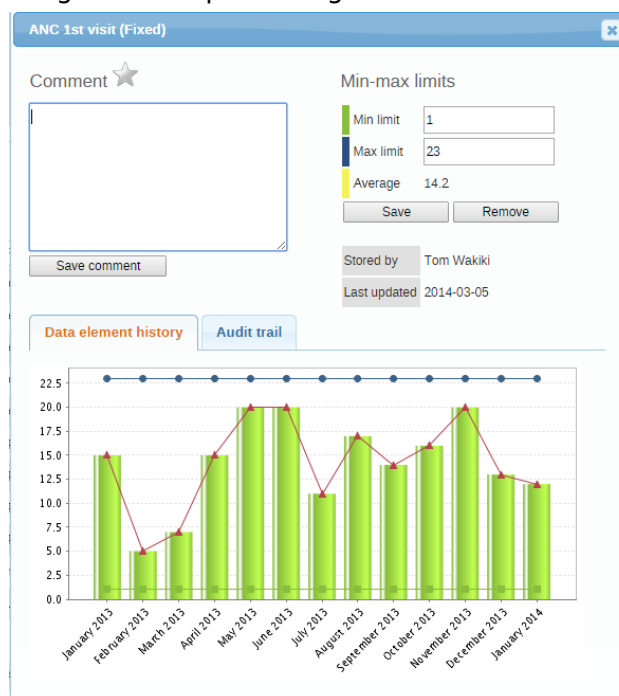 ANC 1st visit (Fixed)
Comment
Min-max limits
Min limit 1
Max limit 23
Average 14.2
Save Remove
Save comment
Stored by Tom Wakiki
Last updated 2014-03-05
Data element history Audit trail
22.5
20.0
17.5
15.0
12.5
10.0
7.5
5.0
2.5
0.0
January 2013
February 2013
March 2013
April 2013
May 2013
June 2013
July 2013
August 2013
September 2013
October 2013
November 2013
December 2013
January 2014